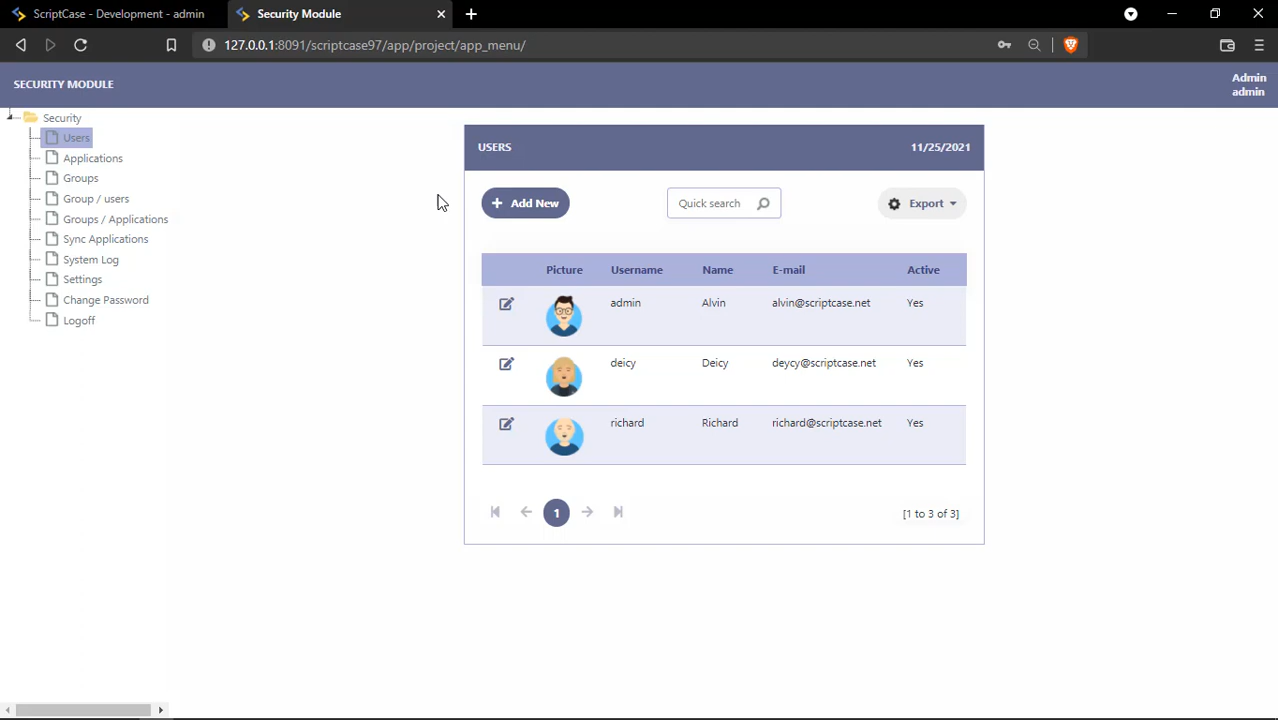 ScriptCase - Development - admin
Security Module
127.0.0.1:8091/scriptcase97/app/project/app_menu/
SECURITY MODULE
Admin
admin
Security
Users
Applications
Groups
Group / users
Groups / Applications
Sync Applications
System Log
Settings
Change Password
Logoff
USERS 11/25/2021
Add New Quick search Export
Picture Username Name E-mail Active
admin Alvin alvin@scriptcase.net Yes
deicy Deicy deycy@scriptcase.net Yes
richard Richard richard@scriptcase.net Yes
1 [1 to 3 of 3]